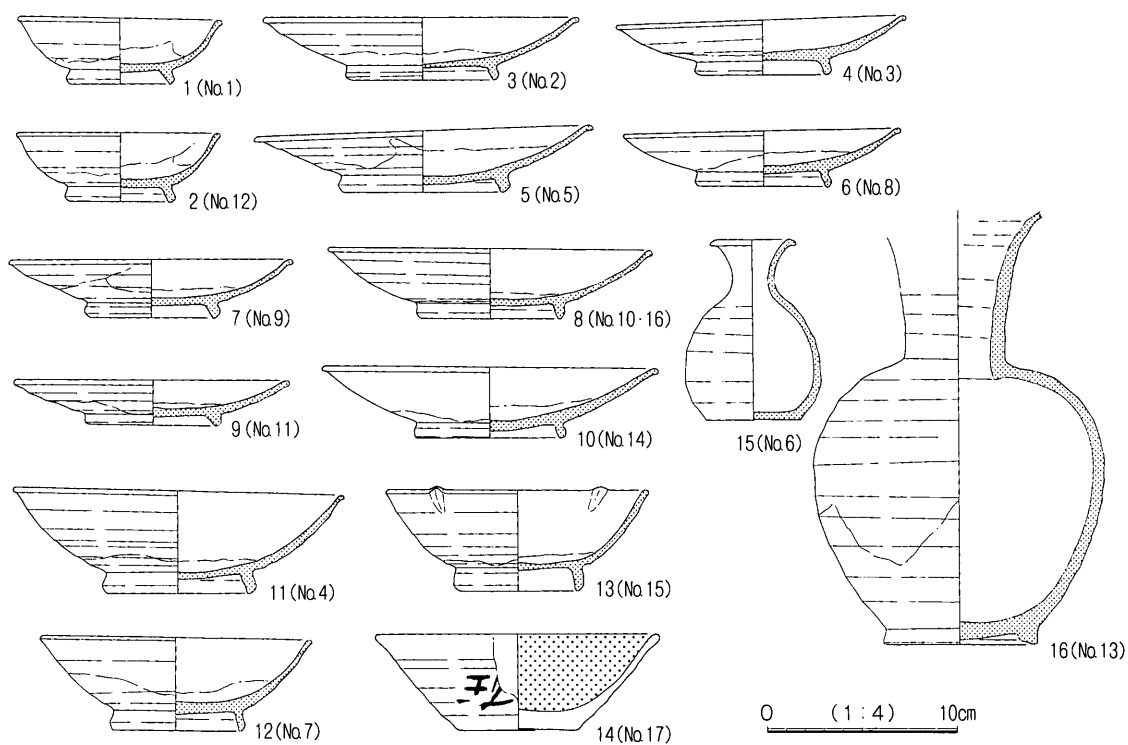 1(No.1)
3(No.2)
4(No.3)
2(No.12)
5(No.5)
6(No.8)
7(No.9)
8(No.10·16)
9(No.11)
10(No.14)
15(No.6)
11(No.4)
13(No.15)
16(No.13)
12(No.7)
14(No.17)
0 (1:4) 10cm